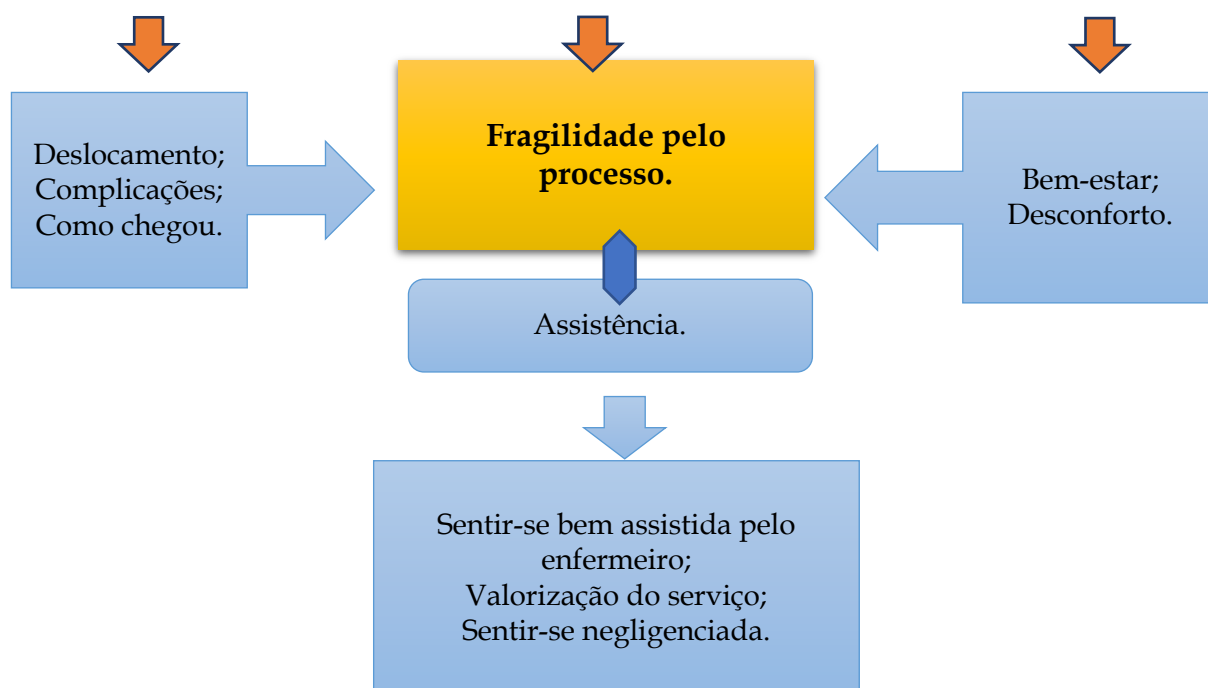 Deslocamento;
Complicações;
Como chegou.
Fragilidade pelo
processo.
Bem-estar;
Desconforto.
Assistência.
Sentir-se bem assistida pelo
enfermeiro;
Valorização do serviço;
Sentir-se negligenciada.